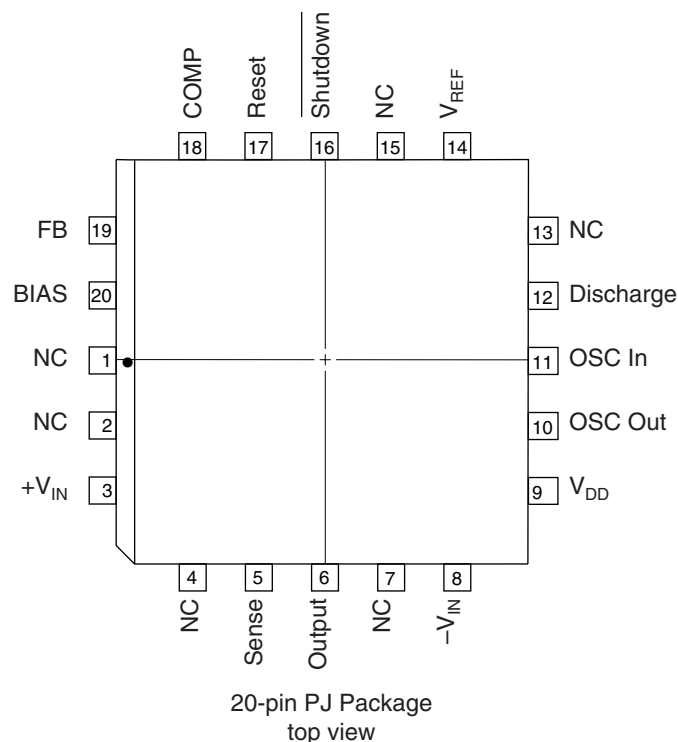 COMP
Reset
Shutdown
NC
VREF
18
17
16
15
14
FB 19
13 NC
BIAS 20
12 Discharge
NC 1
11 OSC In
NC 2
10 OSC Out
+VIN 3
9 VDD
4
5
6
7
8
NC
Sense
Output
NC
–VIN
20-pin PJ Package
top view